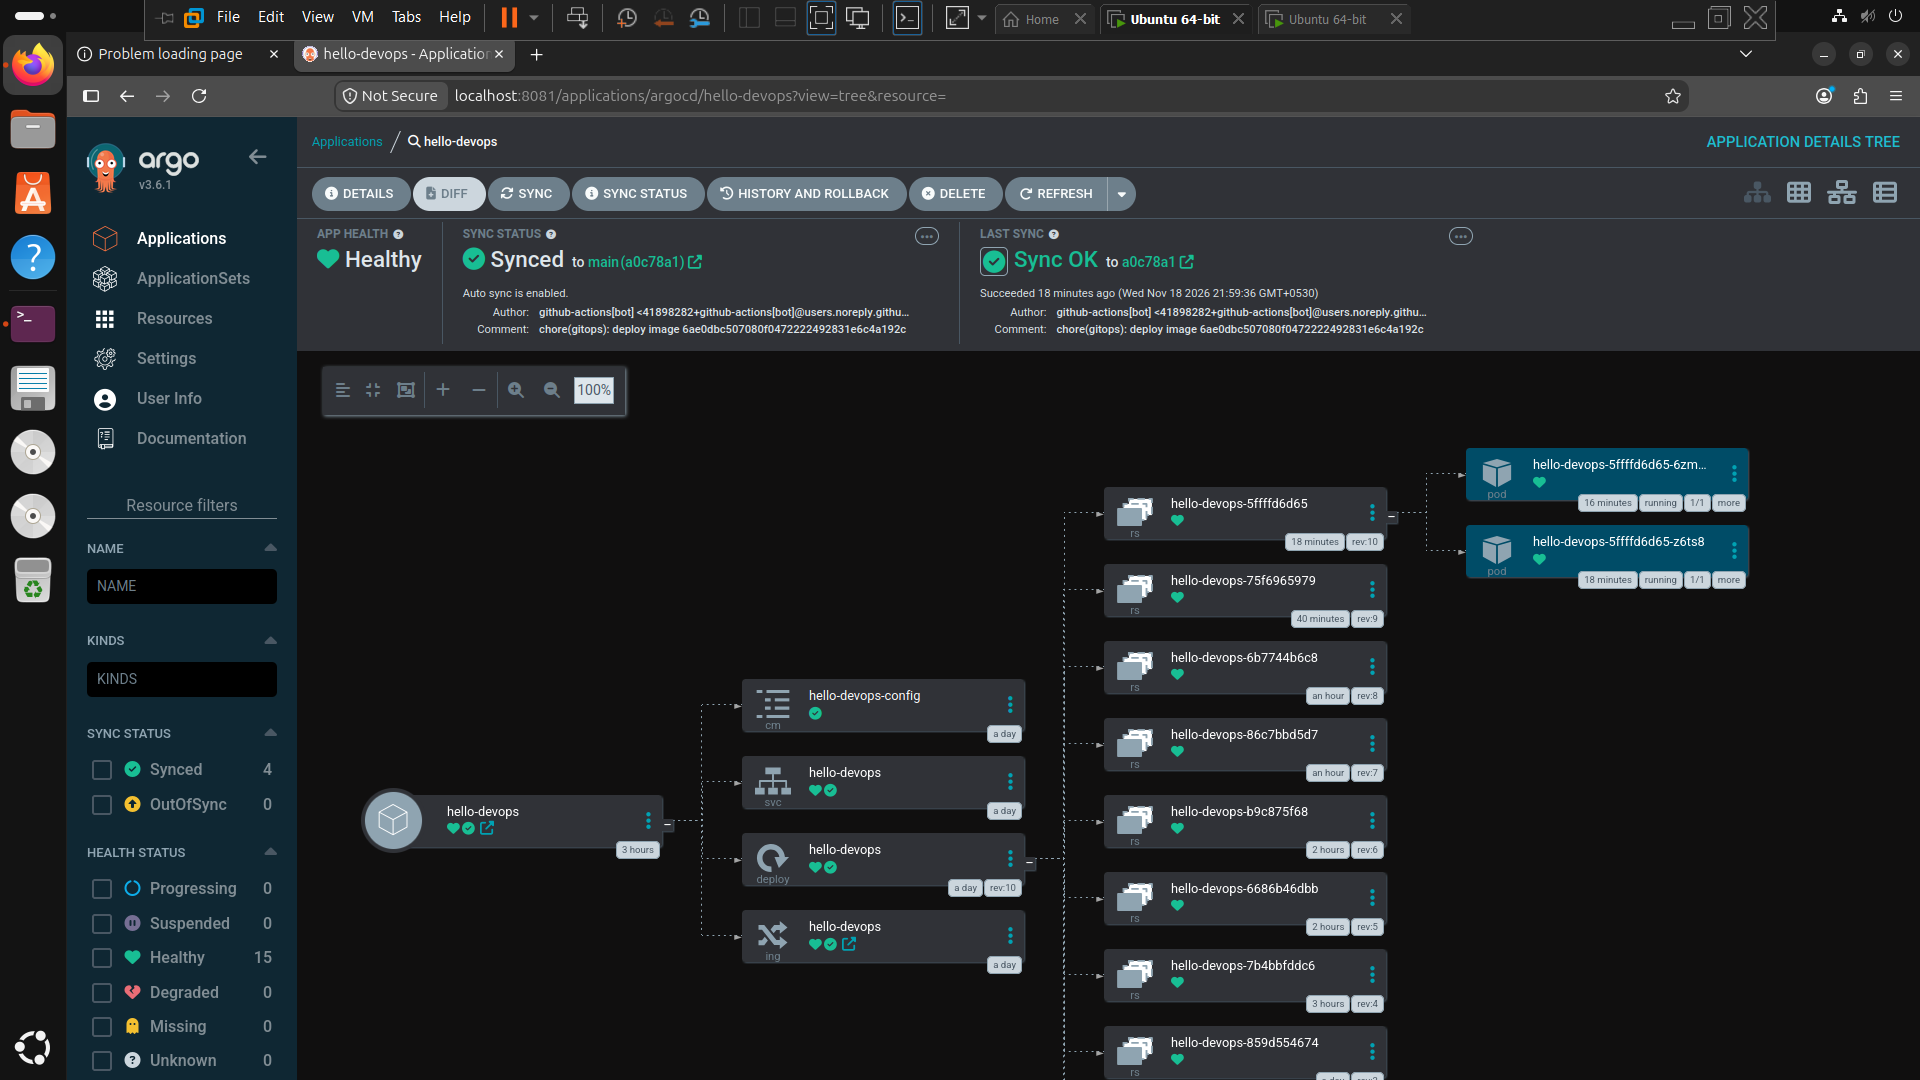 File Edit View VM Tabs Help
Home
Ubuntu 64-bit
Ubuntu 64-bit
Problem loading page
hello-devops - Application
Not Secure
localhost:8081/applications/argocd/hello-devops?view=tree&resource=
argo
v3.6.1
Applications
ApplicationSets
Resources
Settings
User Info
Documentation
Resource filters
NAME
NAME
KINDS
KINDS
SYNC STATUS
Synced 4
OutOfSync 0
HEALTH STATUS
Progressing 0
Suspended 0
Healthy 15
Degraded 0
Missing 0
Unknown 0
Applications / hello-devops
APPLICATION DETAILS TREE
DETAILS
DIFF
SYNC
SYNC STATUS
HISTORY AND ROLLBACK
DELETE
REFRESH
APP HEALTH
Healthy
SYNC STATUS
Synced to main (a0c78a1)
Auto sync is enabled.
Author: github-actions[bot] <41898282+github-actions[bot]@users.noreply.githu...
Comment: chore(gitops): deploy image 6ae0dbc507080f0472222492831e6c4a192c
LAST SYNC
Sync OK to a0c78a1
Succeeded 18 minutes ago (Wed Nov 18 2026 21:59:36 GMT+0530)
Author: github-actions[bot] <41898282+github-actions[bot]@users.noreply.githu...
Comment: chore(gitops): deploy image 6ae0dbc507080f0472222492831e6c4a192c
100%
hello-devops
3 hours
hello-devops-config
cm
a day
hello-devops
svc
a day
hello-devops
deploy
a day rev:10
hello-devops
ing
a day
hello-devops-5ffffd6d65
rs
18 minutes rev:10
hello-devops-75f6965979
rs
40 minutes rev:9
hello-devops-6b7744b6c8
rs
an hour rev:8
hello-devops-86c7bbd5d7
rs
an hour rev:7
hello-devops-b9c875f68
rs
2 hours rev:6
hello-devops-6686b46dbb
rs
2 hours rev:5
hello-devops-7b4bbfddc6
rs
3 hours rev:4
hello-devops-859d554674
rs
hello-devops-5ffffd6d65-6zm...
pod
16 minutes running 1/1 more
hello-devops-5ffffd6d65-z6ts8
pod
18 minutes running 1/1 more